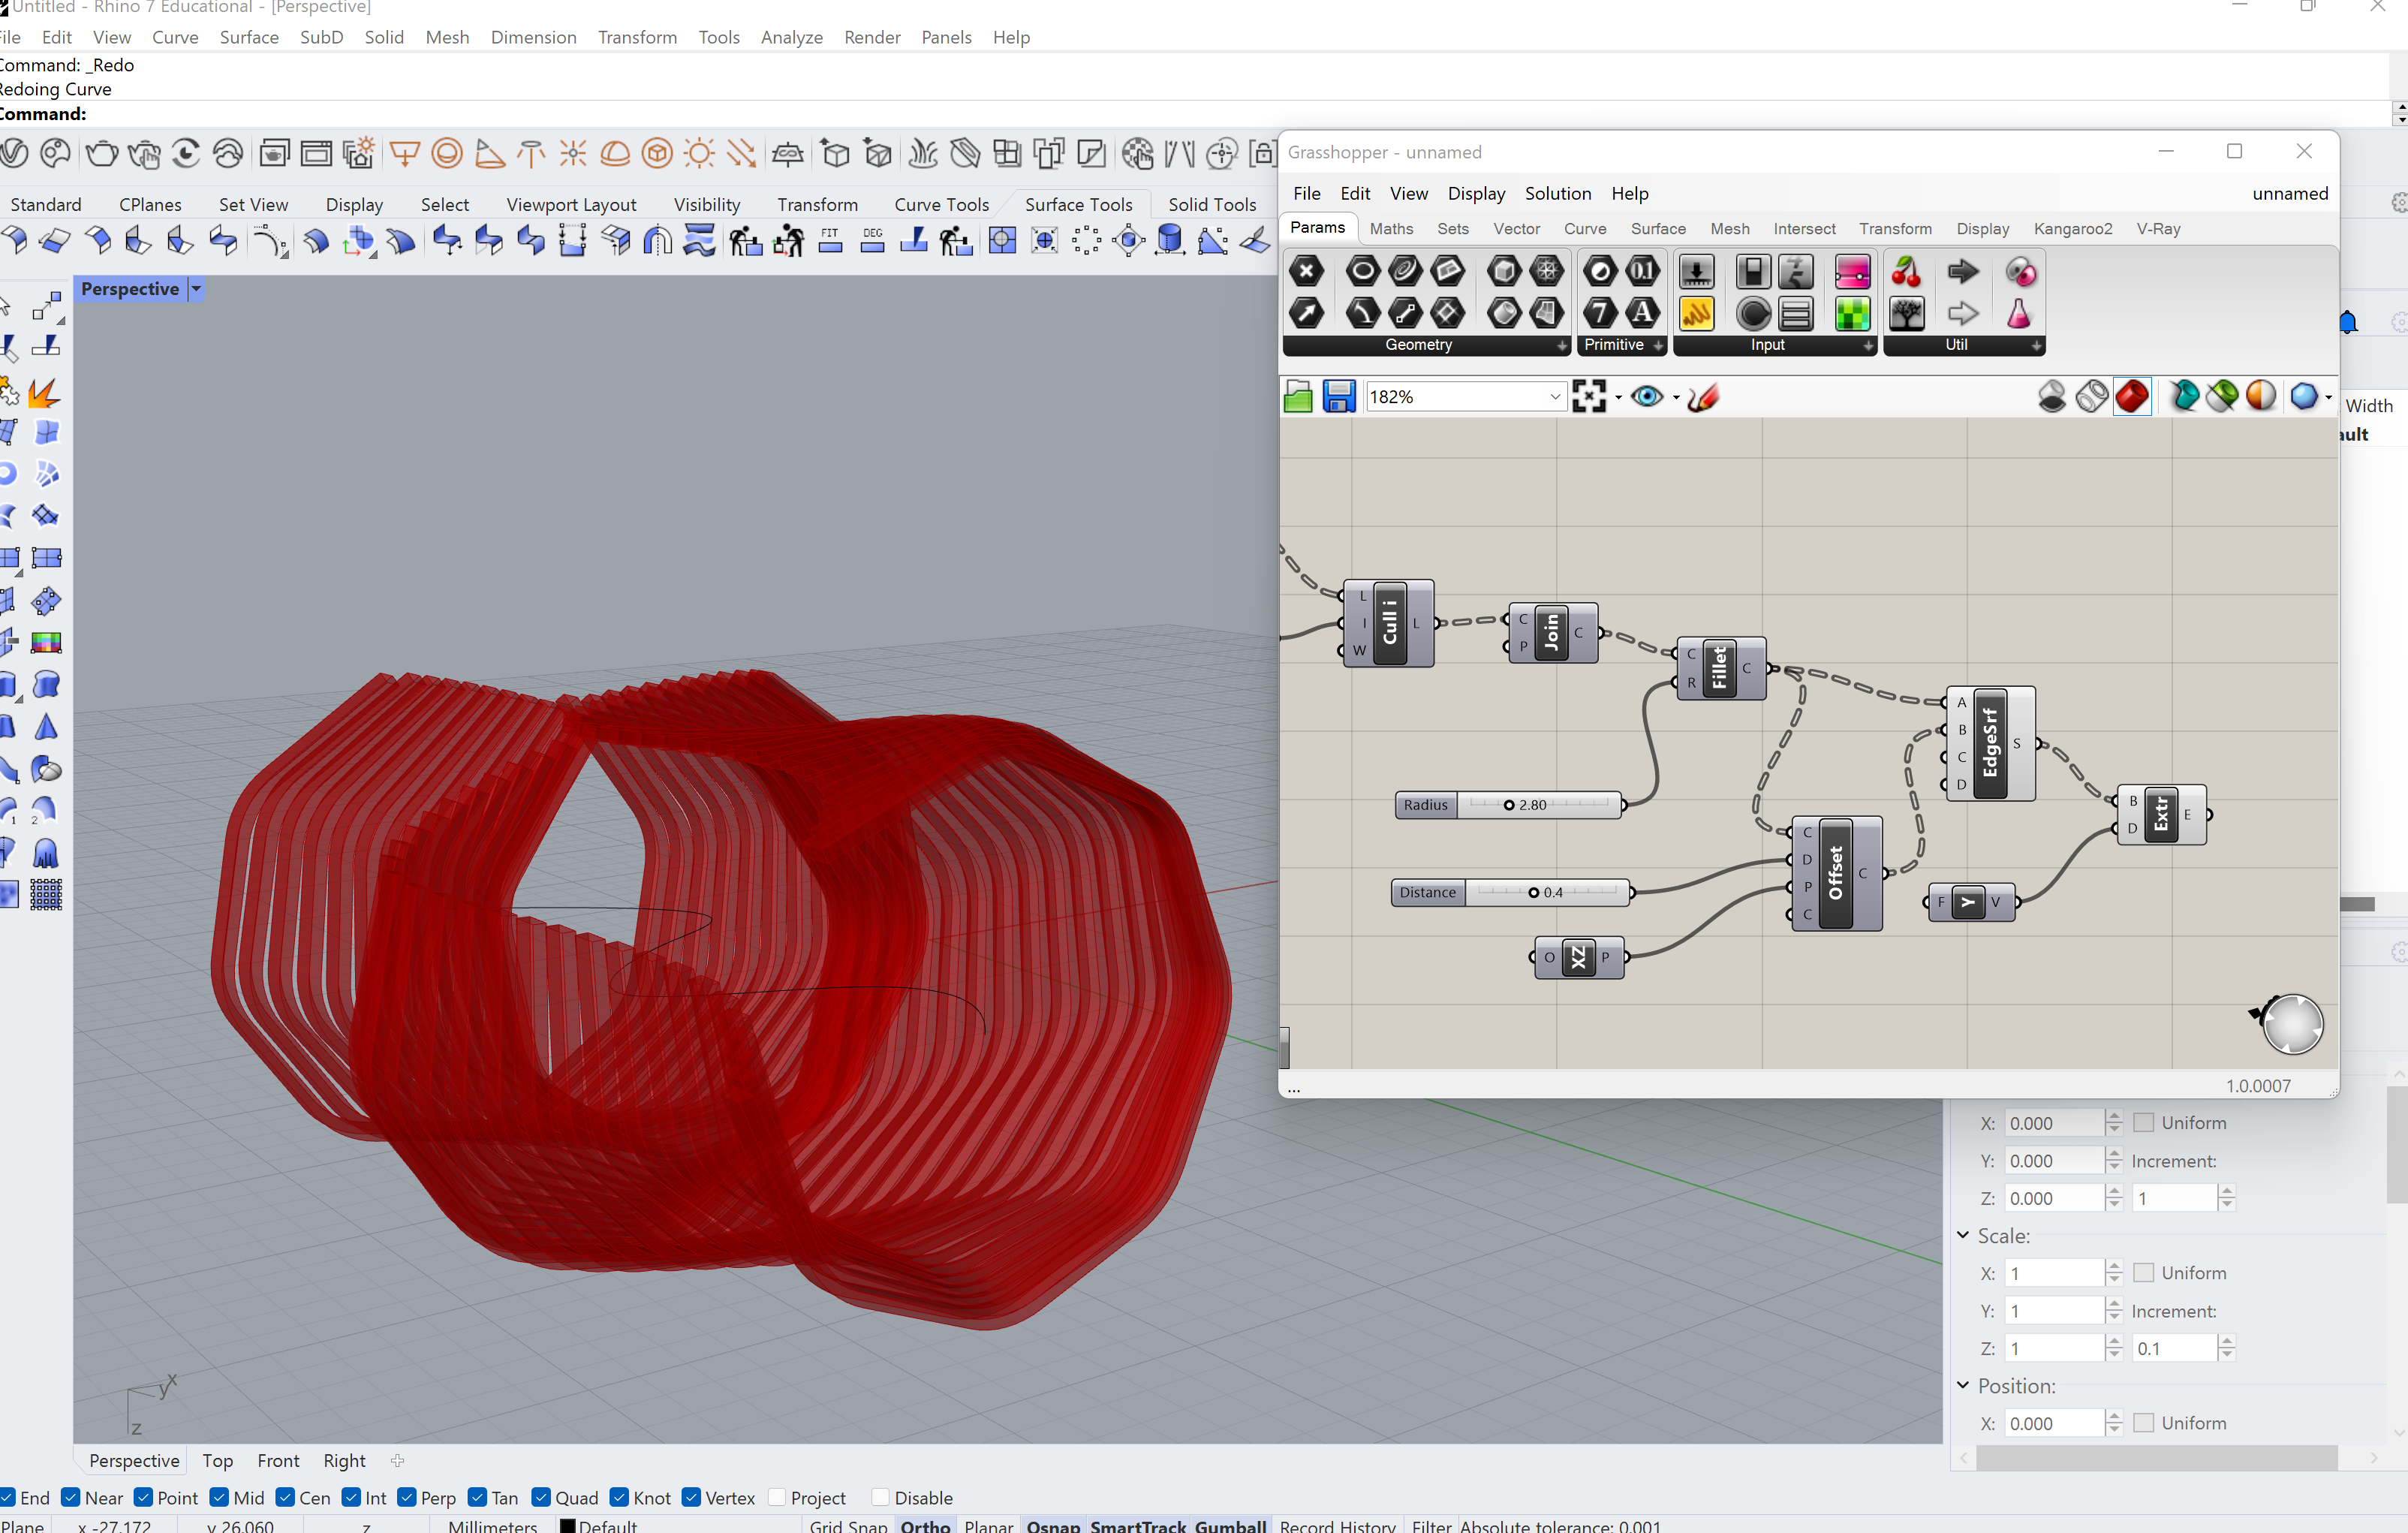 Untitled - Rhino 7 Educational - [Perspective]
File Edit View Curve Surface SubD Solid Mesh Dimension Transform Tools Analyze Render Panels Help
Command: _Redo
Redoing Curve
Command:
Standard CPlanes Set View Display Select Viewport Layout Visibility Transform Curve Tools Surface Tools Solid Tools
FIT DEG
Perspective
Grasshopper - unnamed
File Edit View Display Solution Help unnamed
Params Maths Sets Vector Curve Surface Mesh Intersect Transform Display Kangaroo2 V-Ray
Geometry Primitive Input Util
182%
Width
ault
L I W Cull i L
C P Join C
C R Fillet C
A B C D EdgeSrf S
Radius 2.80
B D Extr E
C D P C Offset C
Distance 0.4
F Y V
O XZ P
...
1.0.0007
X: 0.000 Uniform
Y: 0.000 Increment:
Z: 0.000 1
Scale:
X: 1 Uniform
Y: 1 Increment:
Z: 1 0.1
Position:
X: 0.000 Uniform
x
y
z
Perspective Top Front Right
End Near Point Mid Cen Int Perp Tan Quad Knot Vertex Project Disable
Plane x -27.172 y 26.060 z Millimeters Default Grid Snap Ortho Planar Osnap SmartTrack Gumball Record History Filter Absolute tolerance: 0.001